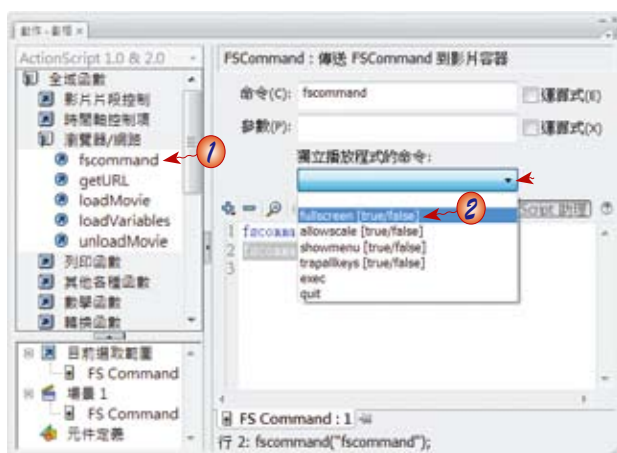 動作 - 影格 ×
ActionScript 1.0 & 2.0
全域函數
影片片段控制
時間軸控制項
瀏覽器/網路
fscommand
getURL
loadMovie
loadVariables
unloadMovie
列印函數
其他各種函數
數學函數
轉換函數
目前選取範圍
FS Command
場景 1
FS Command
元件定義
FSCommand：傳送 FSCommand 到影片容器
命令(C): fscommand 運算式(E)
參數(P): 運算式(X)
獨立播放程式的命令：
fullscreen [true/false]
allowscale [true/false]
showmenu [true/false]
trapallkeys [true/false]
exec
quit
Script 助理
1
2
3
FS Command : 1
行 2: fscommand("fscommand");
1
2